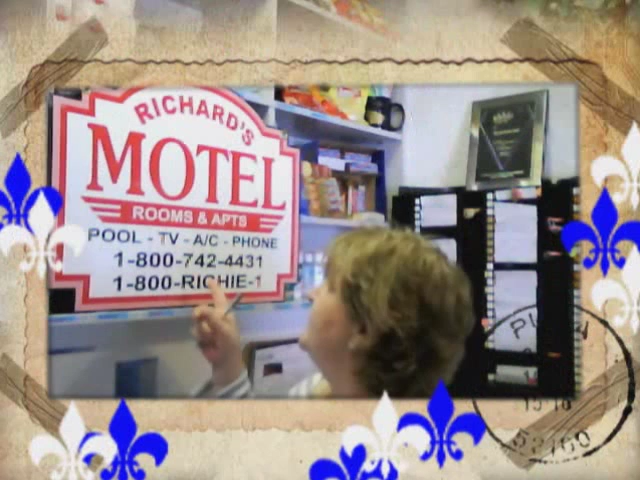 RICHARD'S
MOTEL
ROOMS & APTS
POOL - TV - A/C - PHONE
1-800-742-4431
1-800-RICHIE-1